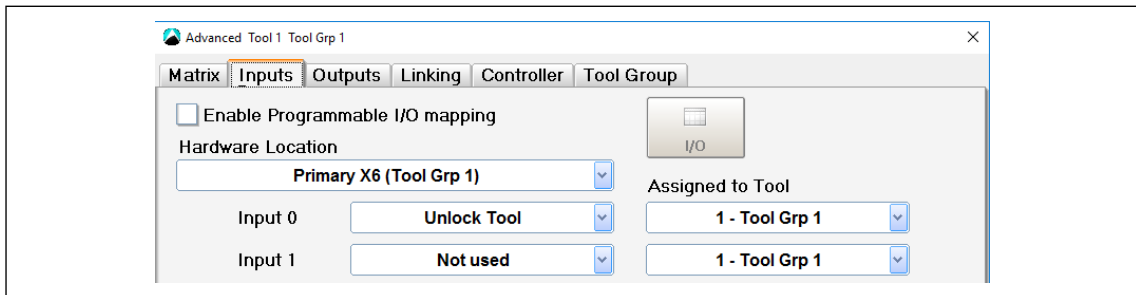 Advanced Tool 1 Tool Grp 1
Matrix Inputs Outputs Linking Controller Tool Group
Enable Programmable I/O mapping
I/O
Hardware Location
Primary X6 (Tool Grp 1)
Assigned to Tool
Input 0 Unlock Tool 1 - Tool Grp 1
Input 1 Not used 1 - Tool Grp 1